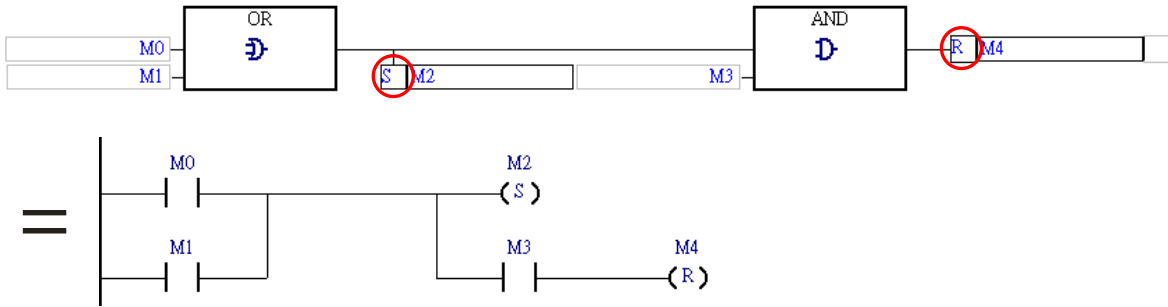 OR AND
M0 R M4
M1 S M2 M3
M0 M2
S
M1 M3 M4
R